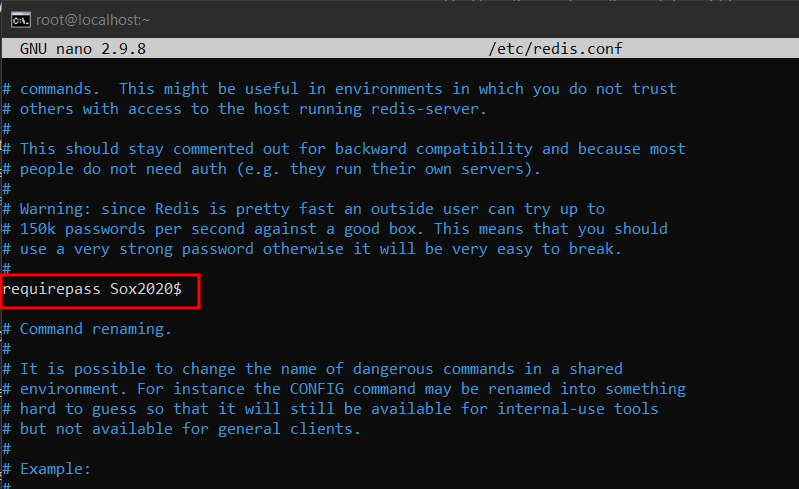 root@localhost:~
GNU nano 2.9.8 /etc/redis.conf
# commands.  This might be useful in environments in which you do not trust
# others with access to the host running redis-server.
#
# This should stay commented out for backward compatibility and because most
# people do not need auth (e.g. they run their own servers).
#
# Warning: since Redis is pretty fast an outside user can try up to
# 150k passwords per second against a good box. This means that you should
# use a very strong password otherwise it will be very easy to break.
#
requirepass Sox2020$
# Command renaming.
#
# It is possible to change the name of dangerous commands in a shared
# environment. For instance the CONFIG command may be renamed into something
# hard to guess so that it will still be available for internal-use tools
# but not available for general clients.
#
# Example:
#